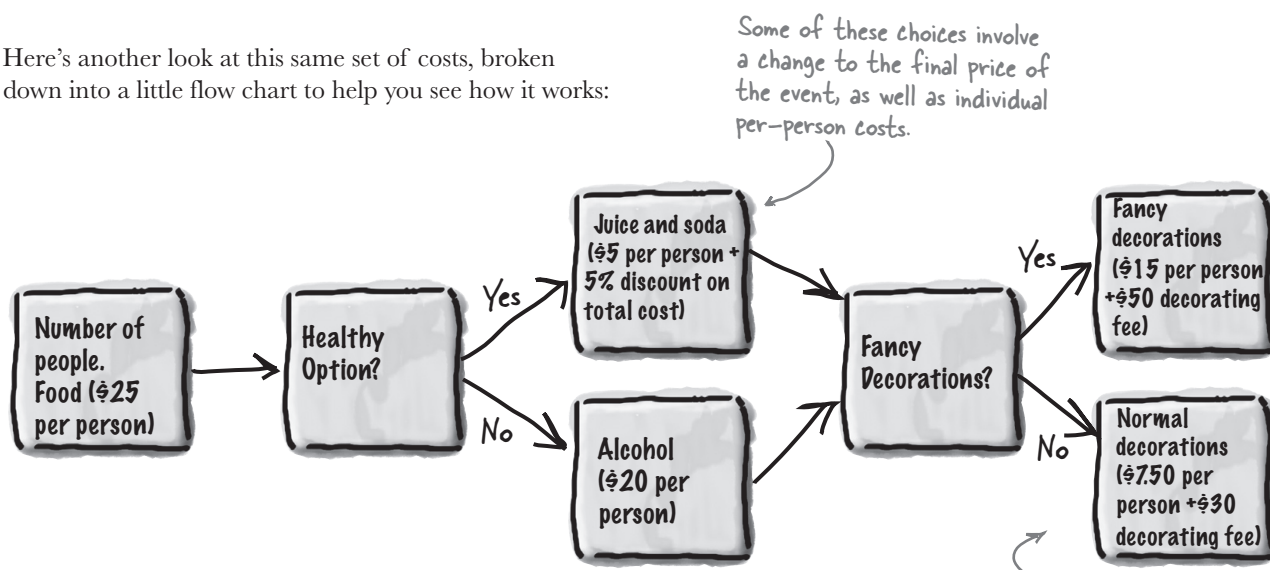 Here's another look at this same set of costs, broken
down into a little flow chart to help you see how it works:
Some of these choices involve
a change to the final price of
the event, as well as individual
per-person costs.
Number of
people.
Food ($25
per person)
Healthy
Option?
Yes
No
Juice and soda
($5 per person +
5% discount on
total cost)
Alcohol
($20 per
person)
Fancy
Decorations?
Yes
No
Fancy
decorations
($15 per person
+$50 decorating
fee)
Normal
decorations
($7.50 per
person +$30
decorating fee)